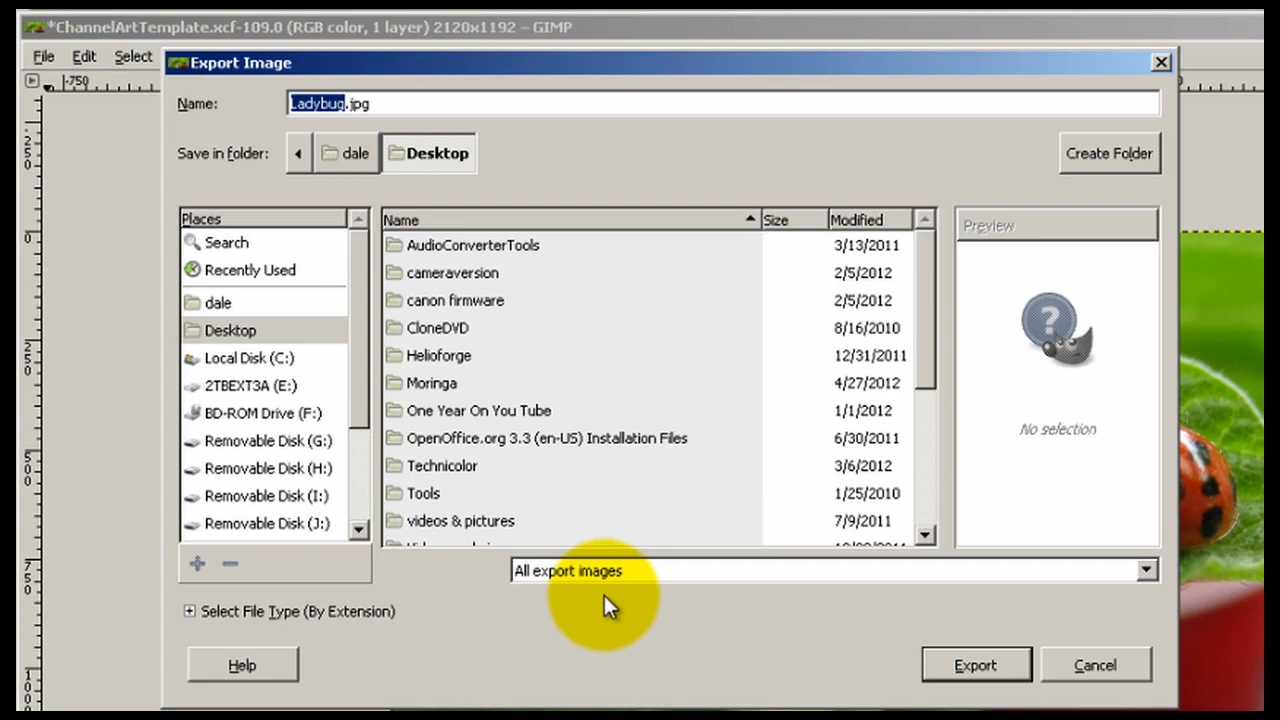 *ChannelArtTemplate.xcf-109.0 (RGB color, 1 layer) 2120x1192 – GIMP
File Edit Select
Export Image
-750
Name: Ladybug.jpg
Save in folder: dale Desktop Create Folder
Places
Search
Recently Used
dale
Desktop
Local Disk (C:)
2TBEXT3A (E:)
BD-ROM Drive (F:)
Removable Disk (G:)
Removable Disk (H:)
Removable Disk (I:)
Removable Disk (J:)
Name Size Modified
AudioConverterTools 3/13/2011
cameraversion 2/5/2012
canon firmware 2/5/2012
CloneDVD 8/16/2010
Helioforge 12/31/2011
Moringa 4/27/2012
One Year On You Tube 1/1/2012
OpenOffice.org 3.3 (en-US) Installation Files 6/30/2011
Technicolor 3/6/2012
Tools 1/25/2010
videos & pictures 7/9/2011
Preview
No selection
All export images
Select File Type (By Extension)
Help Export Cancel
250
0
250
500
750